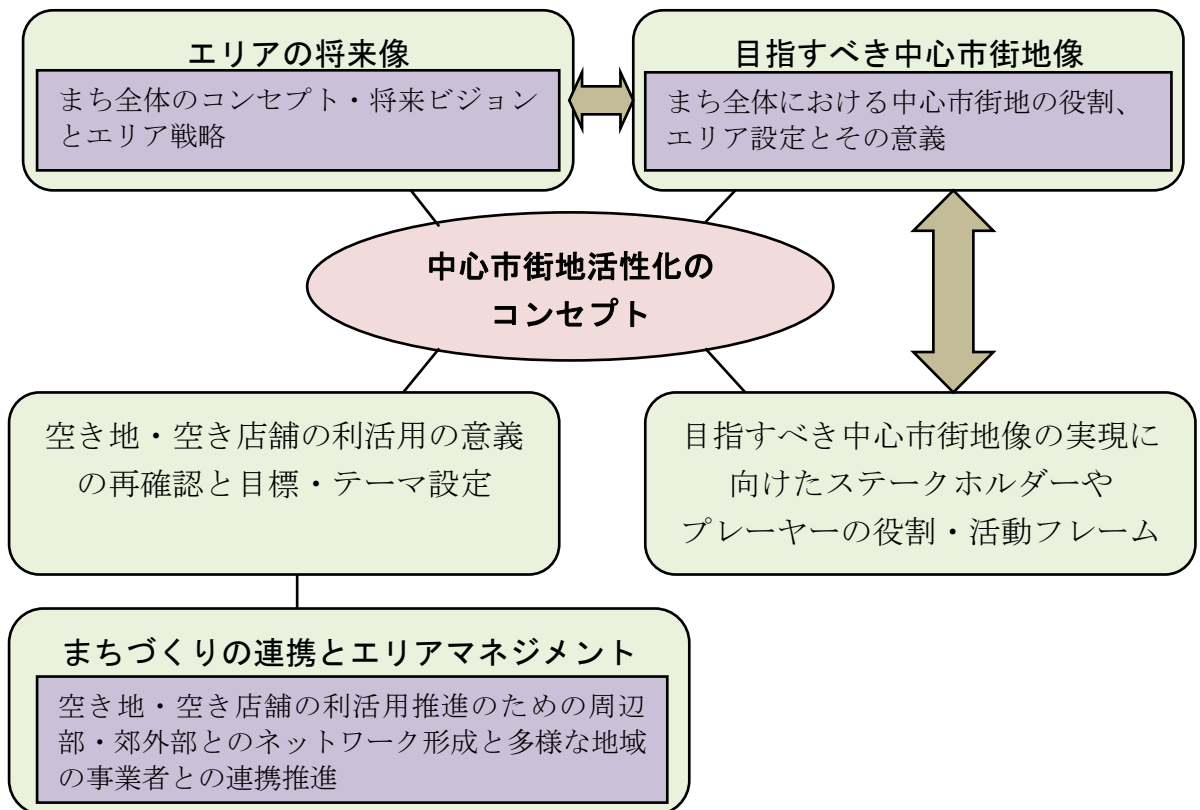 エリアの将来像
まち全体のコンセプト・将来ビジョン
とエリア戦略
目指すべき中心市街地像
まち全体における中心市街地の役割、
エリア設定とその意義
中心市街地活性化の
コンセプト
空き地・空き店舗の利活用の意義
の再確認と目標・テーマ設定
目指すべき中心市街地像の実現に
向けたステークホルダーや
プレーヤーの役割・活動フレーム
まちづくりの連携とエリアマネジメント
空き地・空き店舗の利活用推進のための周辺
部・郊外部とのネットワーク形成と多様な地域
の事業者との連携推進